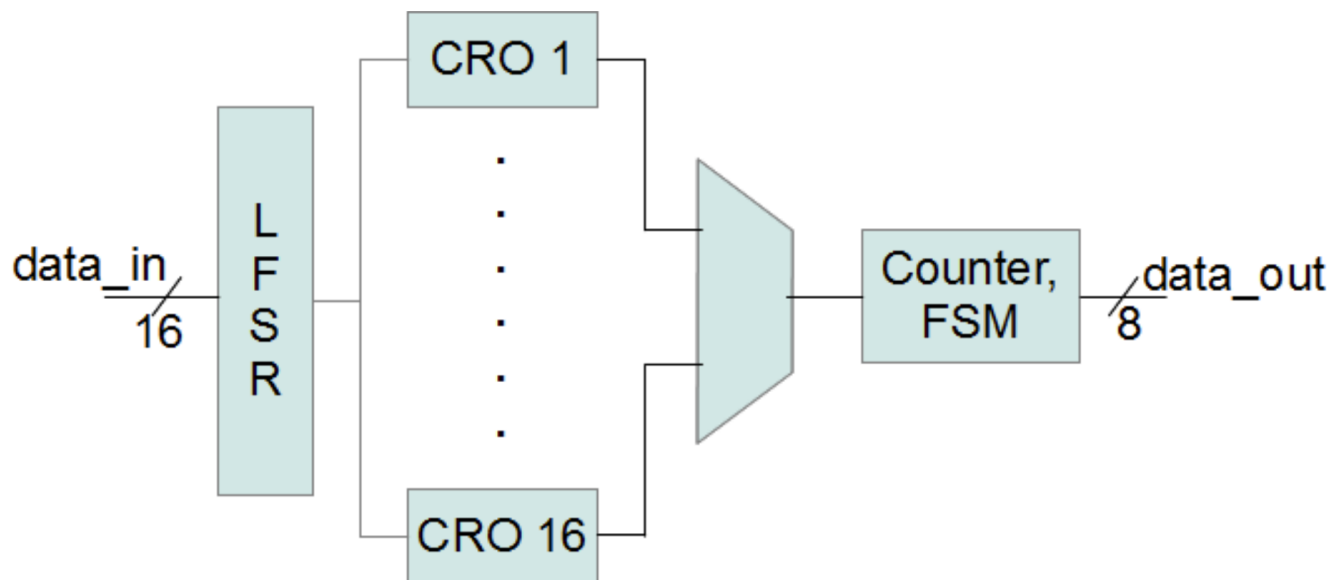 CRO 1
L
F
S
R
data_in
16
Counter,
FSM
data_out
8
CRO 16